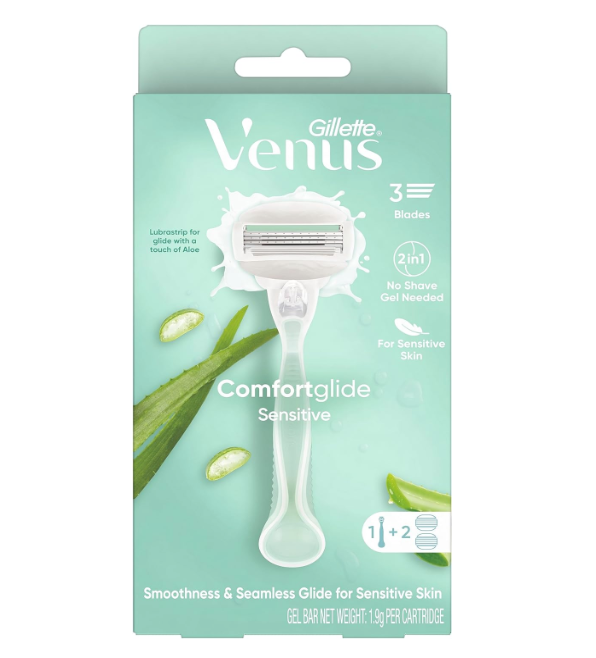 Gillette®
Venus
3
Blades
Lubrastrip for
glide with a
touch of Aloe
2in1
No Shave
Gel Needed
For Sensitive
Skin
Comfortglide
Sensitive
1 + 2
Smoothness & Seamless Glide for Sensitive Skin
GEL BAR NET WEIGHT: 1.9g PER CARTRIDGE